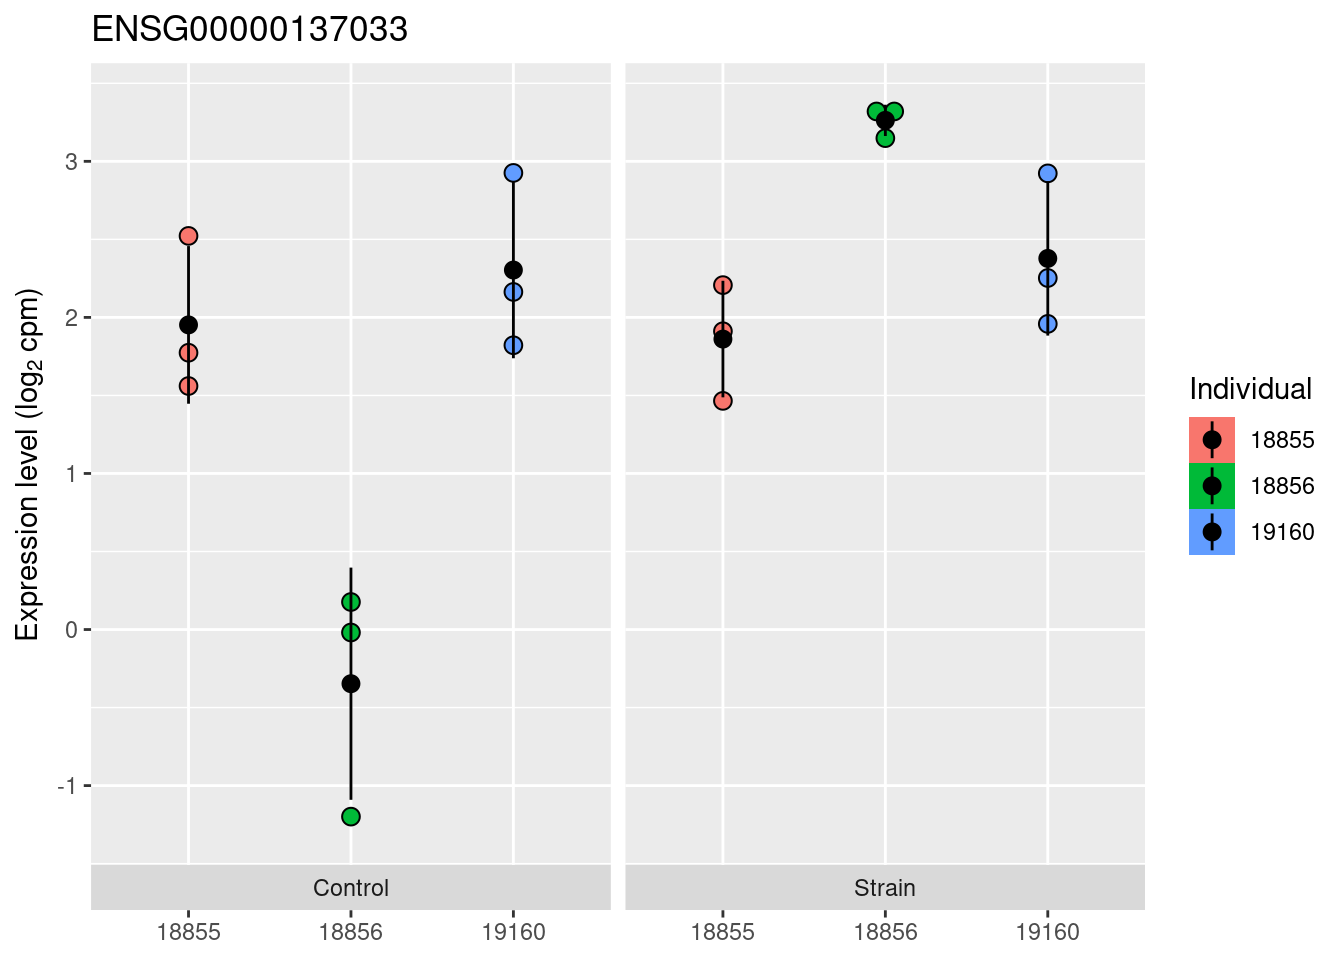 ENSG00000137033
Expression level (log₂ cpm)
3
2
1
0
-1
Control
Strain
18855
18856
19160
18855
18856
19160
Individual
18855
18856
19160